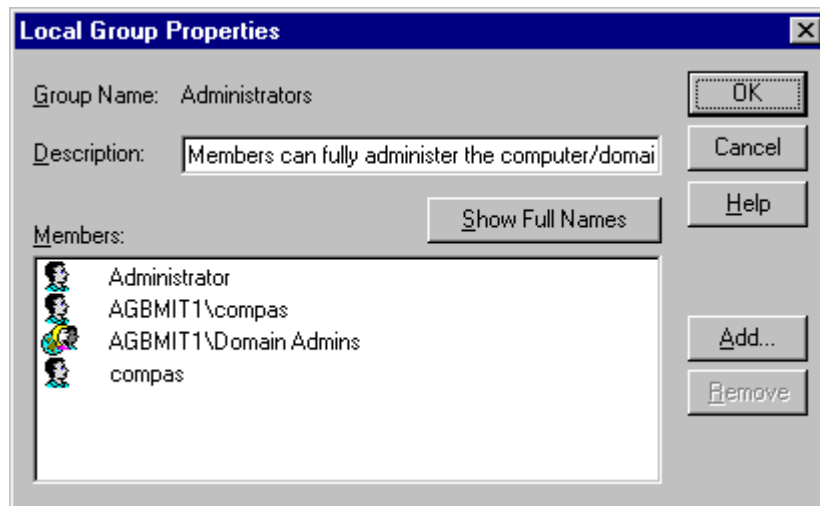 Local Group Properties
Group Name: Administrators
OK
Description: Members can fully administer the computer/domai
Cancel
Show Full Names
Help
Members:
Administrator
AGBMIT1\compas
AGBMIT1\Domain Admins
compas
Add...
Remove